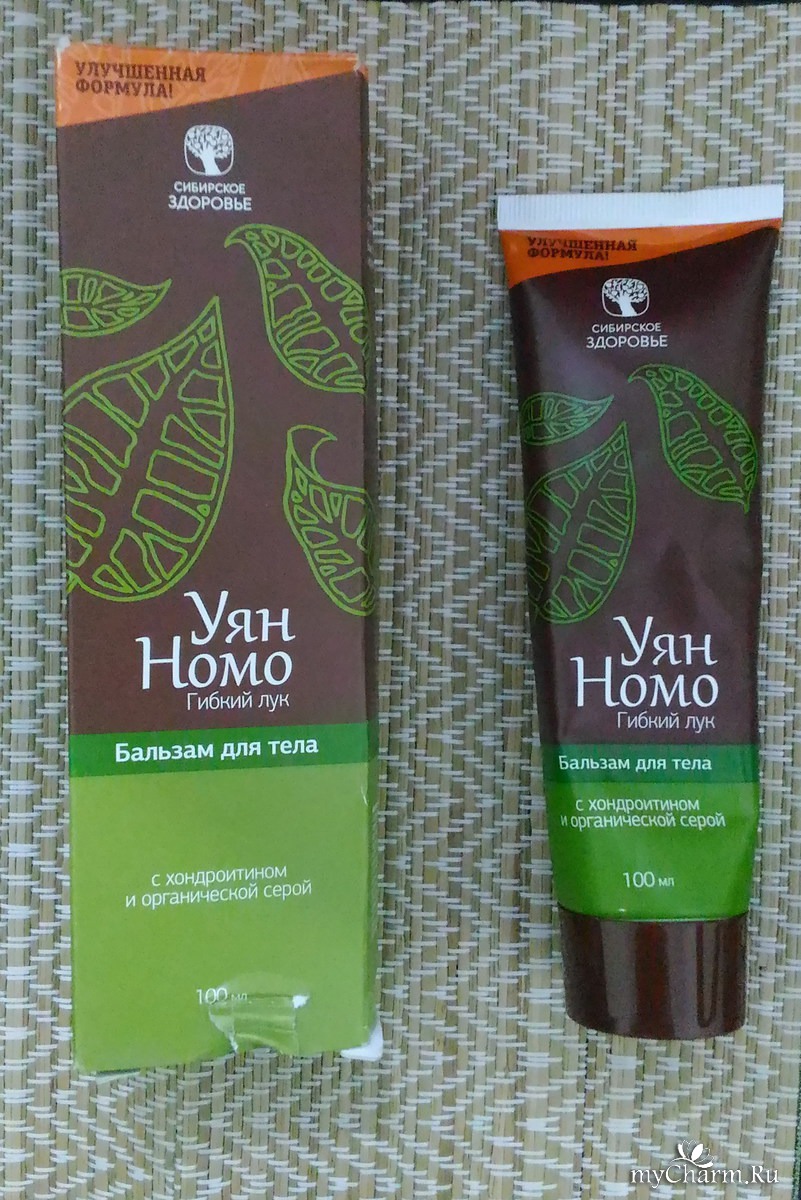 УЛУЧШЕННАЯ
ФОРМУЛА!
СИБИРСКОЕ
ЗДОРОВЬЕ
Уян
Номо
Гибкий лук
Бальзам для тела
с хондроитином
и органической серой
100 мл
УЛУЧШЕННАЯ
ФОРМУЛА!
СИБИРСКОЕ
ЗДОРОВЬЕ
Уян
Номо
Гибкий лук
Бальзам для тела
с хондроитином
и органической серой
100 мл
myCharm.Ru